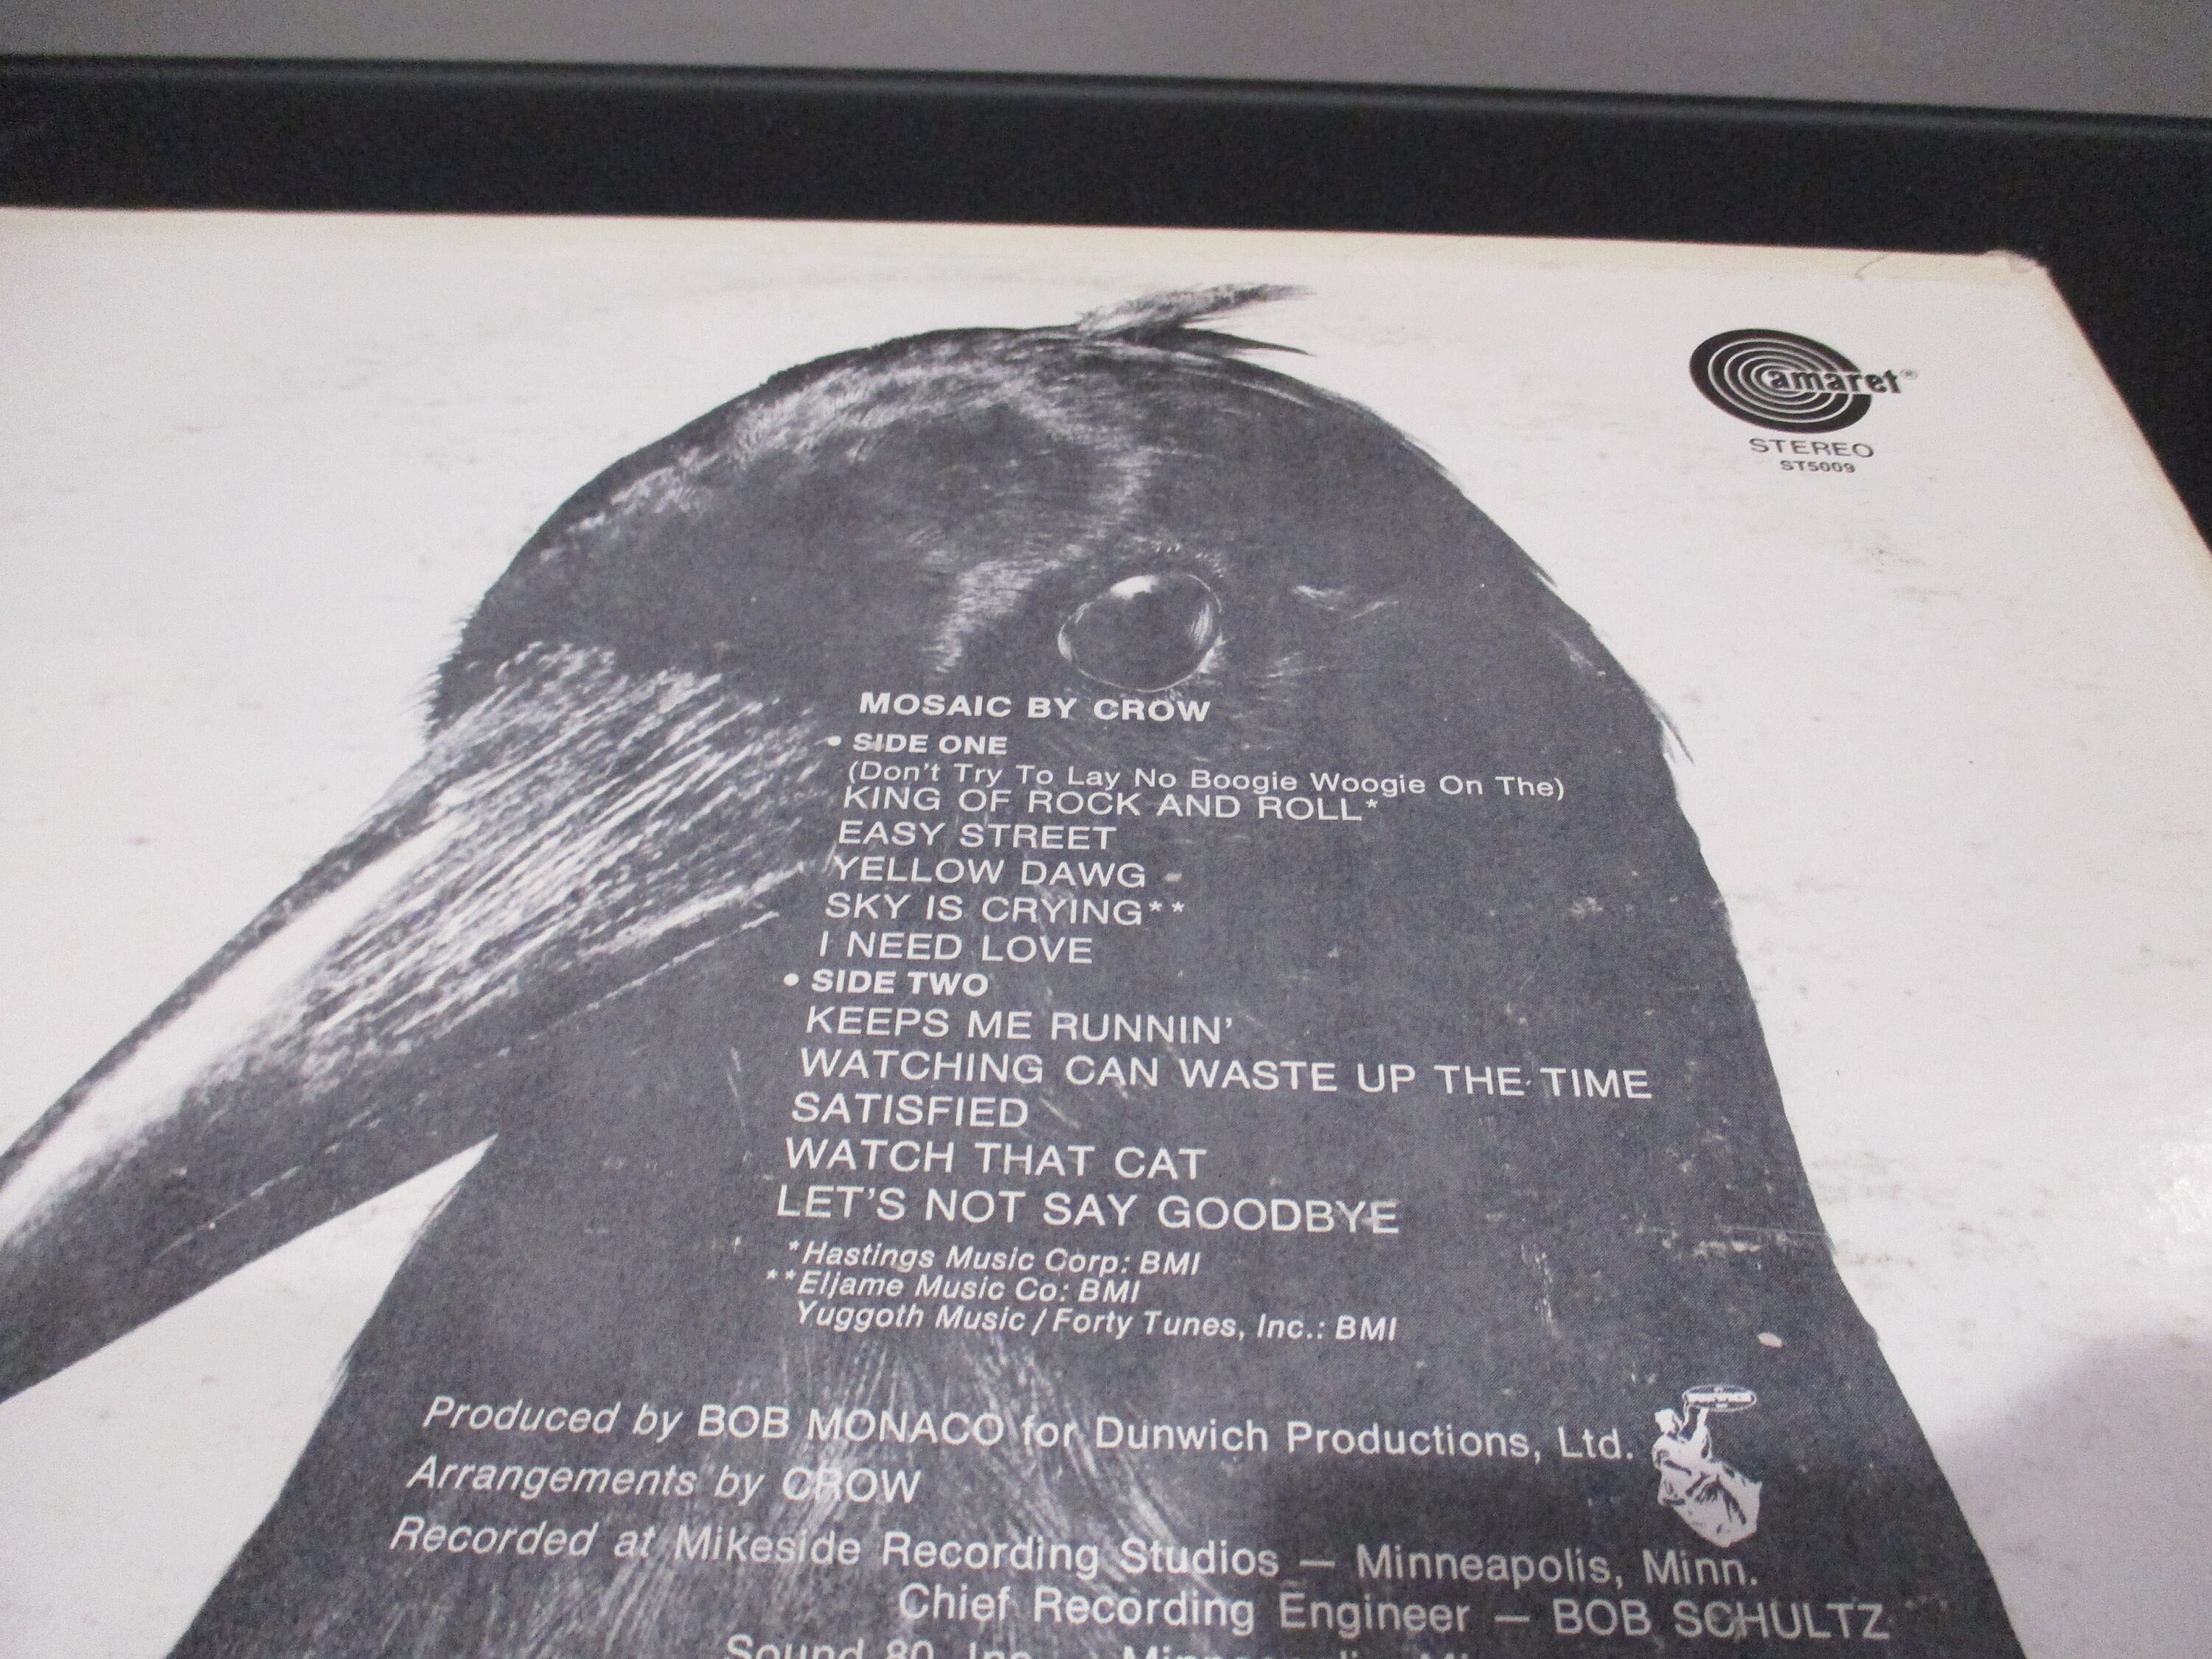 amaret®
STEREO
ST5009
MOSAIC BY CROW
• SIDE ONE
(Don't Try To Lay No Boogie Woogie On The)
KING OF ROCK AND ROLL*
EASY STREET
YELLOW DAWG
SKY IS CRYING**
I NEED LOVE
• SIDE TWO
KEEPS ME RUNNIN'
WATCHING CAN WASTE UP THE TIME
SATISFIED
WATCH THAT CAT
LET'S NOT SAY GOODBYE
*Hastings Music Corp: BMI
**Eljame Music Co: BMI
Yuggoth Music / Forty Tunes, Inc.: BMI
Produced by BOB MONACO for Dunwich Productions, Ltd.
Arrangements by CROW
Recorded at Mikeside Recording Studios — Minneapolis, Minn.
Chief Recording Engineer — BOB SCHULTZ
Sound 80, Inc.